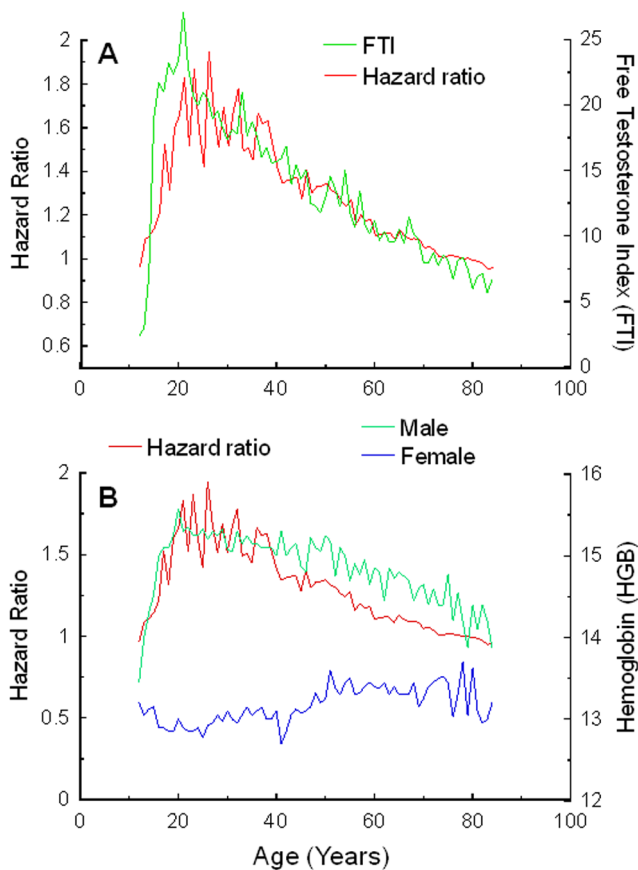 A
FTI
Hazard ratio
2
1.8
1.6
1.4
1.2
1
0.8
0.6
Hazard Ratio
25
20
15
10
5
0
Free Testosterone Index (FTI)
0 20 40 60 80 100
B
Hazard ratio
Male
Female
2
1.5
1
0.5
0
Hazard Ratio
16
15
14
13
12
Hemoglobin (HGB)
0 20 40 60 80 100
Age (Years)